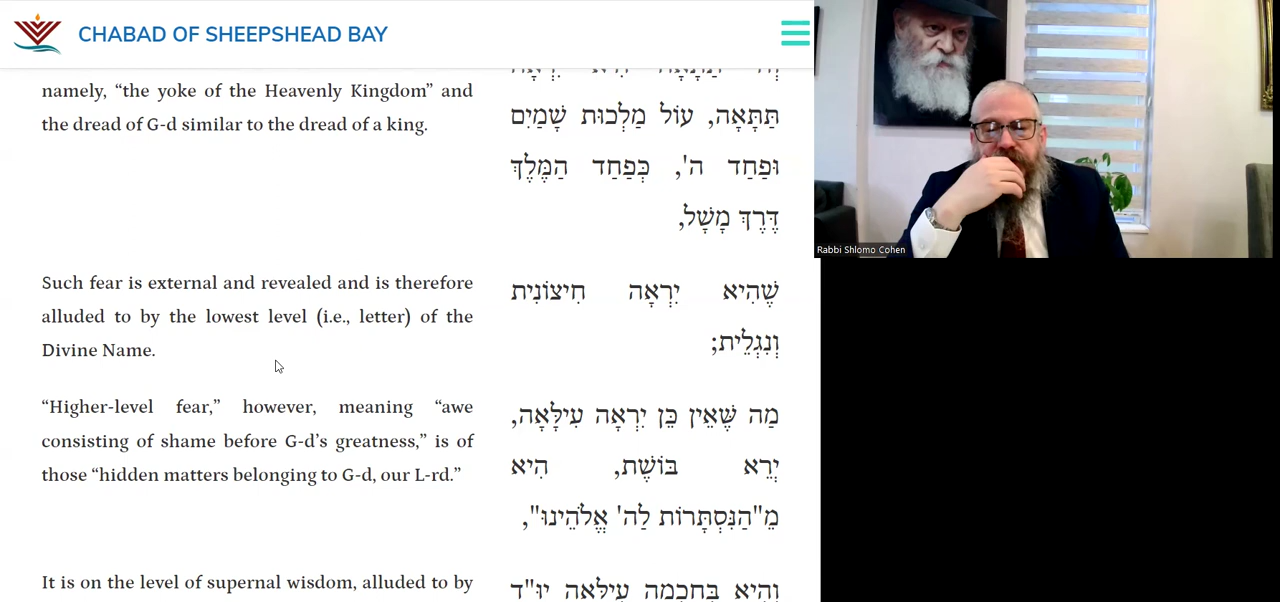 CHABAD OF SHEEPSHEAD BAY
namely, “the yoke of the Heavenly Kingdom” and
the dread of G-d similar to the dread of a king.
תַּתָּאָה, עוֹל מַלְכוּת שָׁמַיִם
וּפַחַד ה', כְּפַחַד הַמֶּלֶךְ
דֶּרֶךְ מָשָׁל,
Such fear is external and revealed and is therefore
alluded to by the lowest level (i.e., letter) of the
Divine Name.
שֶׁהִיא יִרְאָה חִיצוֹנִית
וְנִגְלֵית;
“Higher-level fear,” however, meaning “awe
consisting of shame before G-d’s greatness,” is of
those “hidden matters belonging to G-d, our L-rd.”
מַה שֶּׁאֵין כֵּן יִרְאָה עִילָּאָה,
יְרֵא בּוֹשֶׁת, הִיא
מֵ"הַנִּסְתָּרוֹת לַה' אֱלֹהֵינוּ",
It is on the level of supernal wisdom, alluded to by
וְהִיא בְּחָכְמָה עִילָּאָה יוּ"ד
Rabbi Shlomo Cohen